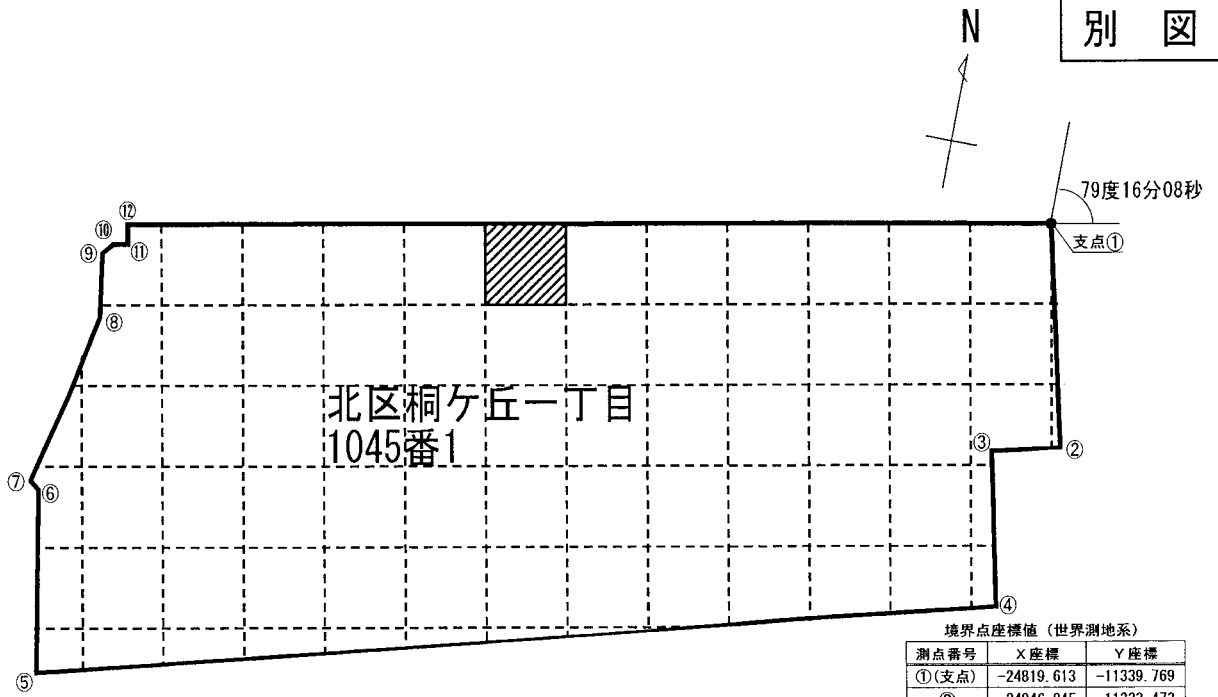 別 図
N
79度16分08秒
支点①
⑫
⑩
⑪
⑨
⑧
北区桐ケ丘一丁目
1045番1
③
②
⑦
⑥
④
⑤
境界点座標値（世界測地系）
測点番号 X座標 Y座標
①(支点) -24819.613 -11339.769